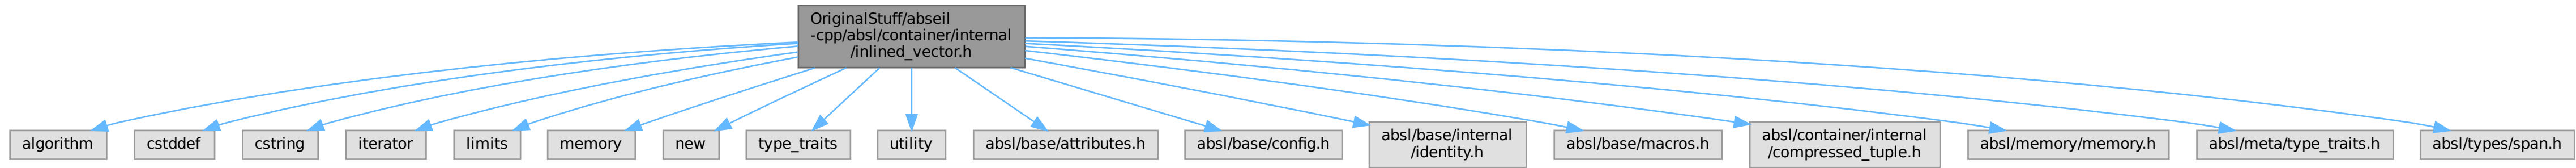 OriginalStuff/abseil
-cpp/absl/container/internal
/inlined_vector.h
algorithm
cstddef
cstring
iterator
limits
memory
new
type_traits
utility
absl/base/attributes.h
absl/base/config.h
absl/base/internal
/identity.h
absl/base/macros.h
absl/container/internal
/compressed_tuple.h
absl/memory/memory.h
absl/meta/type_traits.h
absl/types/span.h